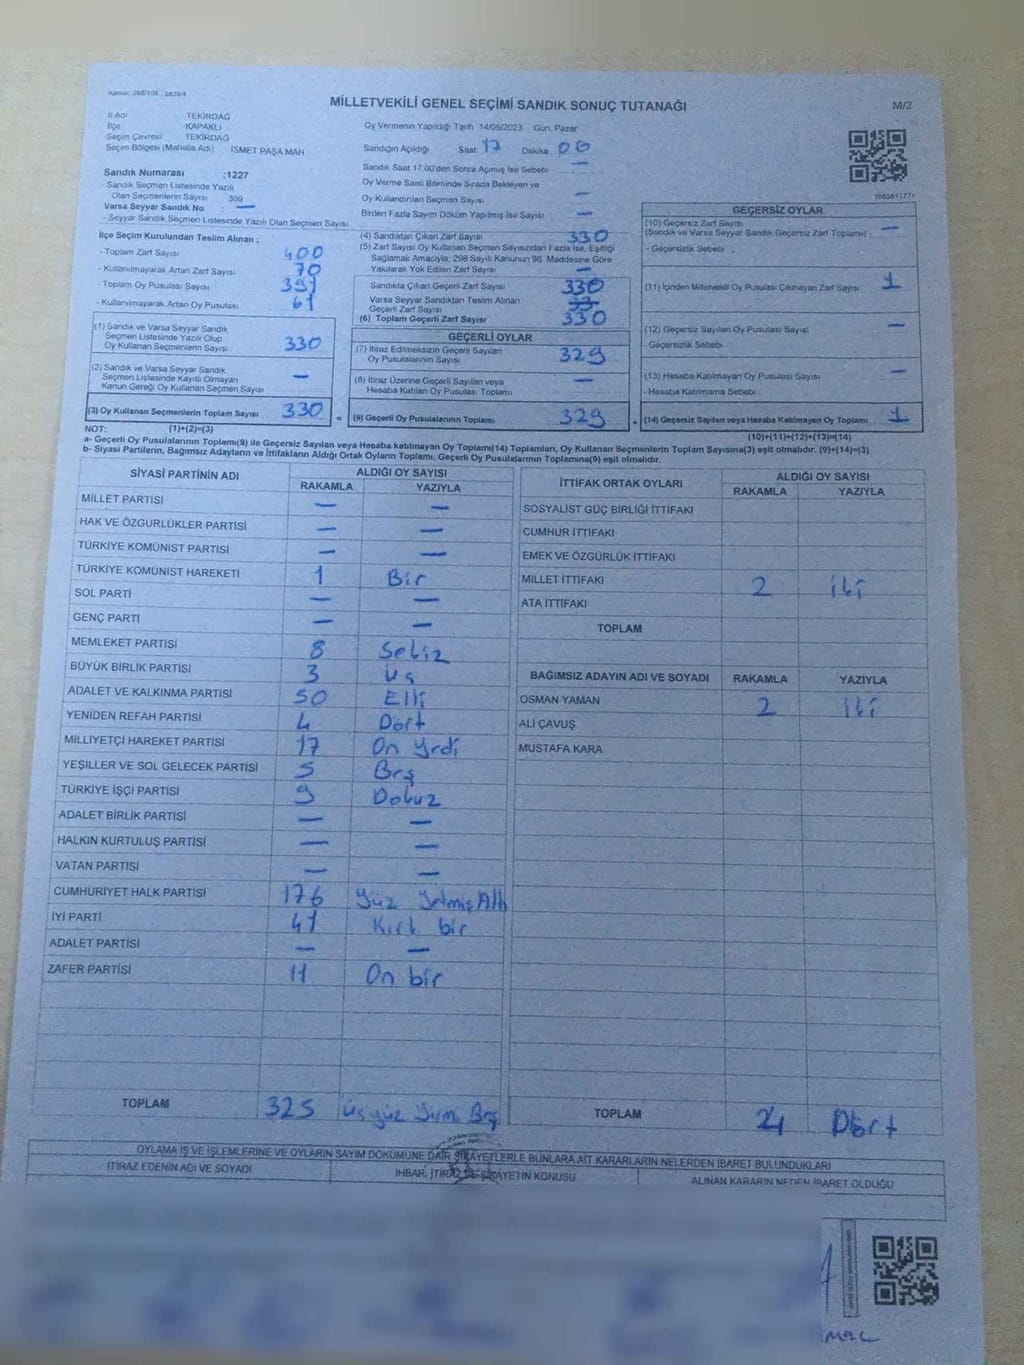 Kanun: 298/105 , 2839/4
MİLLETVEKİLİ GENEL SEÇİMİ SANDIK SONUÇ TUTANAĞI
M/2
İl Adı TEKİRDAĞ
İlçe KAPAKLI
Seçim Çevresi TEKİRDAĞ
Seçim Bölgesi (Mahalle Adı) İSMET PAŞA MAH
Sandık Numarası :1227
- Sandık Seçmen Listesinde Yazılı
Olan Seçmenlerin Sayısı 369
Varsa Seyyar Sandık No : —
- Seyyar Sandık Seçmen Listesinde Yazılı Olan Seçmen Sayısı
İlçe Seçim Kurulundan Teslim Alınan ;
- Toplam Zarf Sayısı 400
- Kullanılmayarak Artan Zarf Sayısı 70
- Toplam Oy Pusulası Sayısı 391
- Kullanılmayarak Artan Oy Pusulası 61
(1) Sandık ve Varsa Seyyar Sandık
Seçmen Listesinde Yazılı Olup
Oy Kullanan Seçmenlerin Sayısı 330
(2) Sandık ve Varsa Seyyar Sandık
Seçmen Listesinde Kayıtlı Olmayan
Kanun Gereği Oy Kullanan Seçmen Sayısı —
(3) Oy Kullanan Seçmenlerin Toplam Sayısı 330 =
Oy Vermenin Yapıldığı Tarih 14/05/2023 Gün Pazar
Sandığın Açıldığı Saat 17 Dakika 00
Sandık Saat 17.00'den Sonra Açılmış İse Sebebi —
Oy Verme Saati Bitiminde Sırada Bekleyen ve
Oy Kullandırılan Seçmen Sayısı —
Birden Fazla Sayım Döküm Yapılmış İse Sayısı —
(4) Sandıktan Çıkan Zarf Sayısı 330
(5) Zarf Sayısı Oy Kullanan Seçmen Sayısından Fazla İse, Eşitliği
Sağlamak Amacıyla, 298 Sayılı Kanunun 98. Maddesine Göre
Yakılarak Yok Edilen Zarf Sayısı —
Sandıkta Çıkan Geçerli Zarf Sayısı 330
Varsa Seyyar Sandıktan Teslim Alınan
Geçerli Zarf Sayısı
(6) Toplam Geçerli Zarf Sayısı 330
GEÇERLİ OYLAR
(7) İtiraz Edilmeksizin Geçerli Sayılan
Oy Pusulalarının Sayısı 329
(8) İtiraz Üzerine Geçerli Sayılan veya
Hesaba Katılan Oy Pusulası Toplamı —
(9) Geçerli Oy Pusulalarının Toplamı 329 +
1683611777
GEÇERSİZ OYLAR
(10) Geçersiz Zarf Sayısı
(Sandık ve Varsa Seyyar Sandık Geçersiz Zarf Toplamı) : —
- Geçersizlik Sebebi :
(11) İçinden Milletvekili Oy Pusulası Çıkmayan Zarf Sayısı 1
(12) Geçersiz Sayılan Oy Pusulası Sayısı —
- Geçersizlik Sebebi
(13) Hesaba Katılmayan Oy Pusulası Sayısı —
- Hesaba Katılmama Sebebi :
(14) Geçersiz Sayılan veya Hesaba Katılmayan Oy Toplamı 1
NOT: (1)+(2)=(3) (10)+(11)+(12)+(13)=(14)
a- Geçerli Oy Pusulalarının Toplamı(9) ile Geçersiz Sayılan veya Hesaba katılmayan Oy Toplamı(14) Toplamları, Oy Kullanan Seçmenlerin Toplam Sayısına(3) eşit olmalıdır. (9)+(14)=(3)
b- Siyasi Partilerin, Bağımsız Adayların ve İttifakların Aldığı Ortak Oyların Toplamı, Geçerli Oy Pusulalarının Toplamına(9) eşit olmalıdır.
SİYASİ PARTİNİN ADI ALDIĞI OY SAYISI
RAKAMLA YAZIYLA
MİLLET PARTİSİ — —
HAK VE ÖZGÜRLÜKLER PARTİSİ — —
TÜRKİYE KOMÜNİST PARTİSİ — —
TÜRKİYE KOMÜNİST HAREKETİ 1 Bir
SOL PARTİ — —
GENÇ PARTİ — —
MEMLEKET PARTİSİ 8 Sekiz
BÜYÜK BİRLİK PARTİSİ 3 Üç
ADALET VE KALKINMA PARTİSİ 50 Elli
YENİDEN REFAH PARTİSİ 4 Dört
MİLLİYETÇİ HAREKET PARTİSİ 17 On Yedi
YEŞİLLER VE SOL GELECEK PARTİSİ 5 Beş
TÜRKİYE İŞÇİ PARTİSİ 9 Dokuz
ADALET BİRLİK PARTİSİ — —
HALKIN KURTULUŞ PARTİSİ — —
VATAN PARTİSİ — —
CUMHURİYET HALK PARTİSİ 176 Yüz Yetmiş Altı
İYİ PARTİ 41 Kırk bir
ADALET PARTİSİ — —
ZAFER PARTİSİ 11 On bir
TOPLAM 325 Üç yüz Yirmi Beş
İTTİFAK ORTAK OYLARI ALDIĞI OY SAYISI
RAKAMLA YAZIYLA
SOSYALİST GÜÇ BİRLİĞİ İTTİFAKI
CUMHUR İTTİFAKI
EMEK VE ÖZGÜRLÜK İTTİFAKI
MİLLET İTTİFAKI 2 iki
ATA İTTİFAKI
TOPLAM
BAĞIMSIZ ADAYIN ADI VE SOYADI RAKAMLA YAZIYLA
OSMAN YAMAN 2 iki
ALİ ÇAVUŞ
MUSTAFA KARA
TOPLAM 4 Dört
OYLAMA İŞ VE İŞLEMLERİNE VE OYLARIN SAYIM DÖKÜMÜNE DAİR ŞİKAYETLERLE BUNLARA AİT KARARLARIN NELERDEN İBARET BULUNDUKLARI
İTİRAZ EDENİN ADI VE SOYADI İHBAR, İTİRAZ VE ŞİKAYETİN KONUSU ALINAN KARARIN NEDEN İBARET OLDUĞU